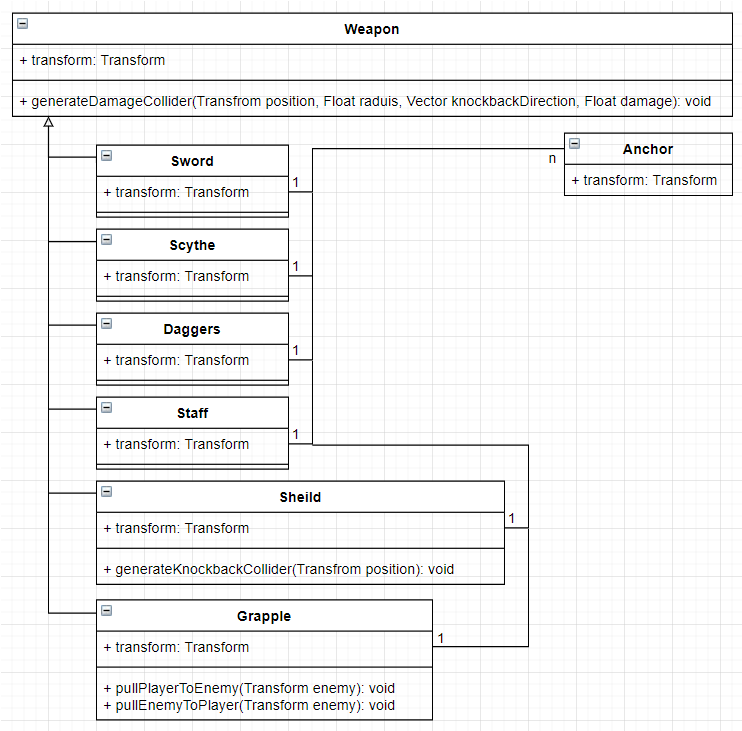 Weapon
+ transform: Transform
+ generateDamageCollider(Transfrom position, Float raduis, Vector knockbackDirection, Float damage): void
Anchor
+ transform: Transform
n
Sword
+ transform: Transform
1
Scythe
+ transform: Transform
1
Daggers
+ transform: Transform
1
Staff
+ transform: Transform
1
Sheild
+ transform: Transform
+ generateKnockbackCollider(Transfrom position): void
1
Grapple
+ transform: Transform
+ pullPlayerToEnemy(Transform enemy): void
+ pullEnemyToPlayer(Transform enemy): void
1